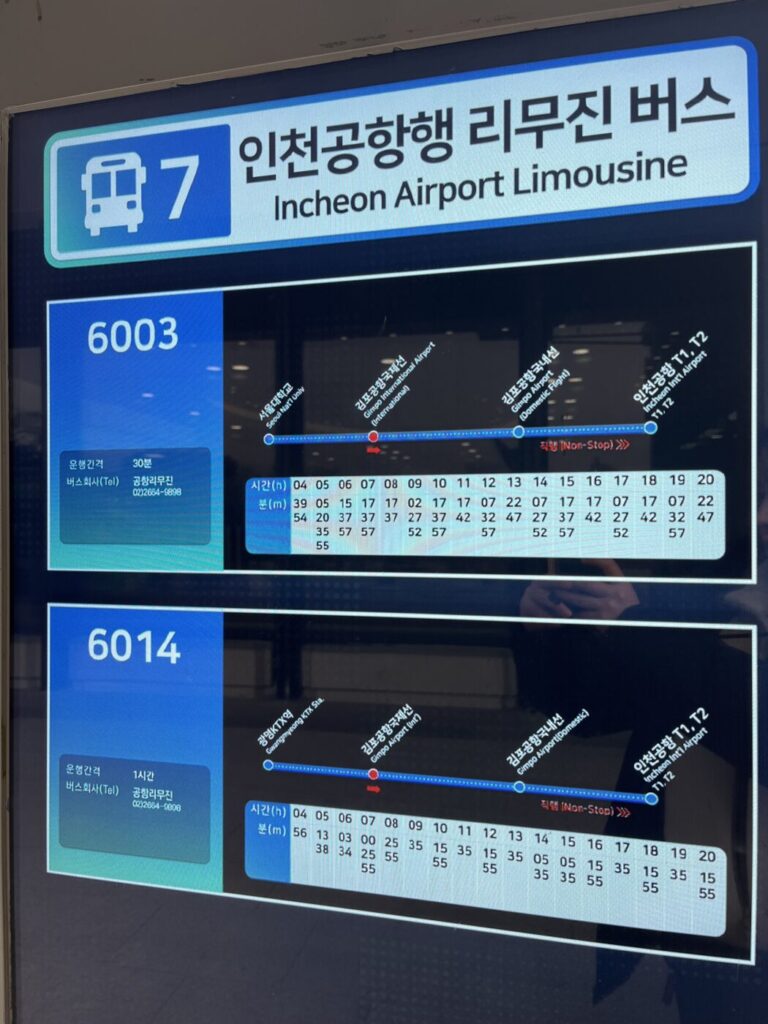 7 인천공항행 리무진 버스
Incheon Airport Limousine
6003
운행간격 30분
버스회사(Tel) 공항리무진
02)2664-9898
서울대학교
Seoul Nat'l Univ
김포공항국제선
Gimpo International Airport
(International)
김포공항국내선
Gimpo Airport
(Domestic Flight)
인천공항 T1, T2
Incheon Int'l Airport
T1, T2
직행 (Non-Stop)
시간(h) 04 05 06 07 08 09 10 11 12 13 14 15 16 17 18 19 20
분(m) 39 05 15 17 17 02 17 17 07 22 07 17 17 07 17 07 22
54 20 37 37 37 27 37 42 32 47 27 37 42 27 42 32 47
35 57 57 52 57 52 57 52 57
55
6014
운행간격 1시간
버스회사(Tel) 공항리무진
02)2664-9898
광명KTX역
Gwangmyeong KTX Sta.
김포공항국제선
Gimpo Airport (Int')
김포공항국내선
Gimpo Airport(Domestic)
인천공항 T1, T2
Incheon Int'l Airport
T1, T2
직행 (Non-Stop)
시간(h) 04 05 06 07 08 09 10 11 12 13 14 15 16 17 18 19 20
분(m) 56 13 03 00 25 35 15 35 15 35 05 05 15 35 15 35 15
38 34 25 55 55 55 35 35 55 55 55
55